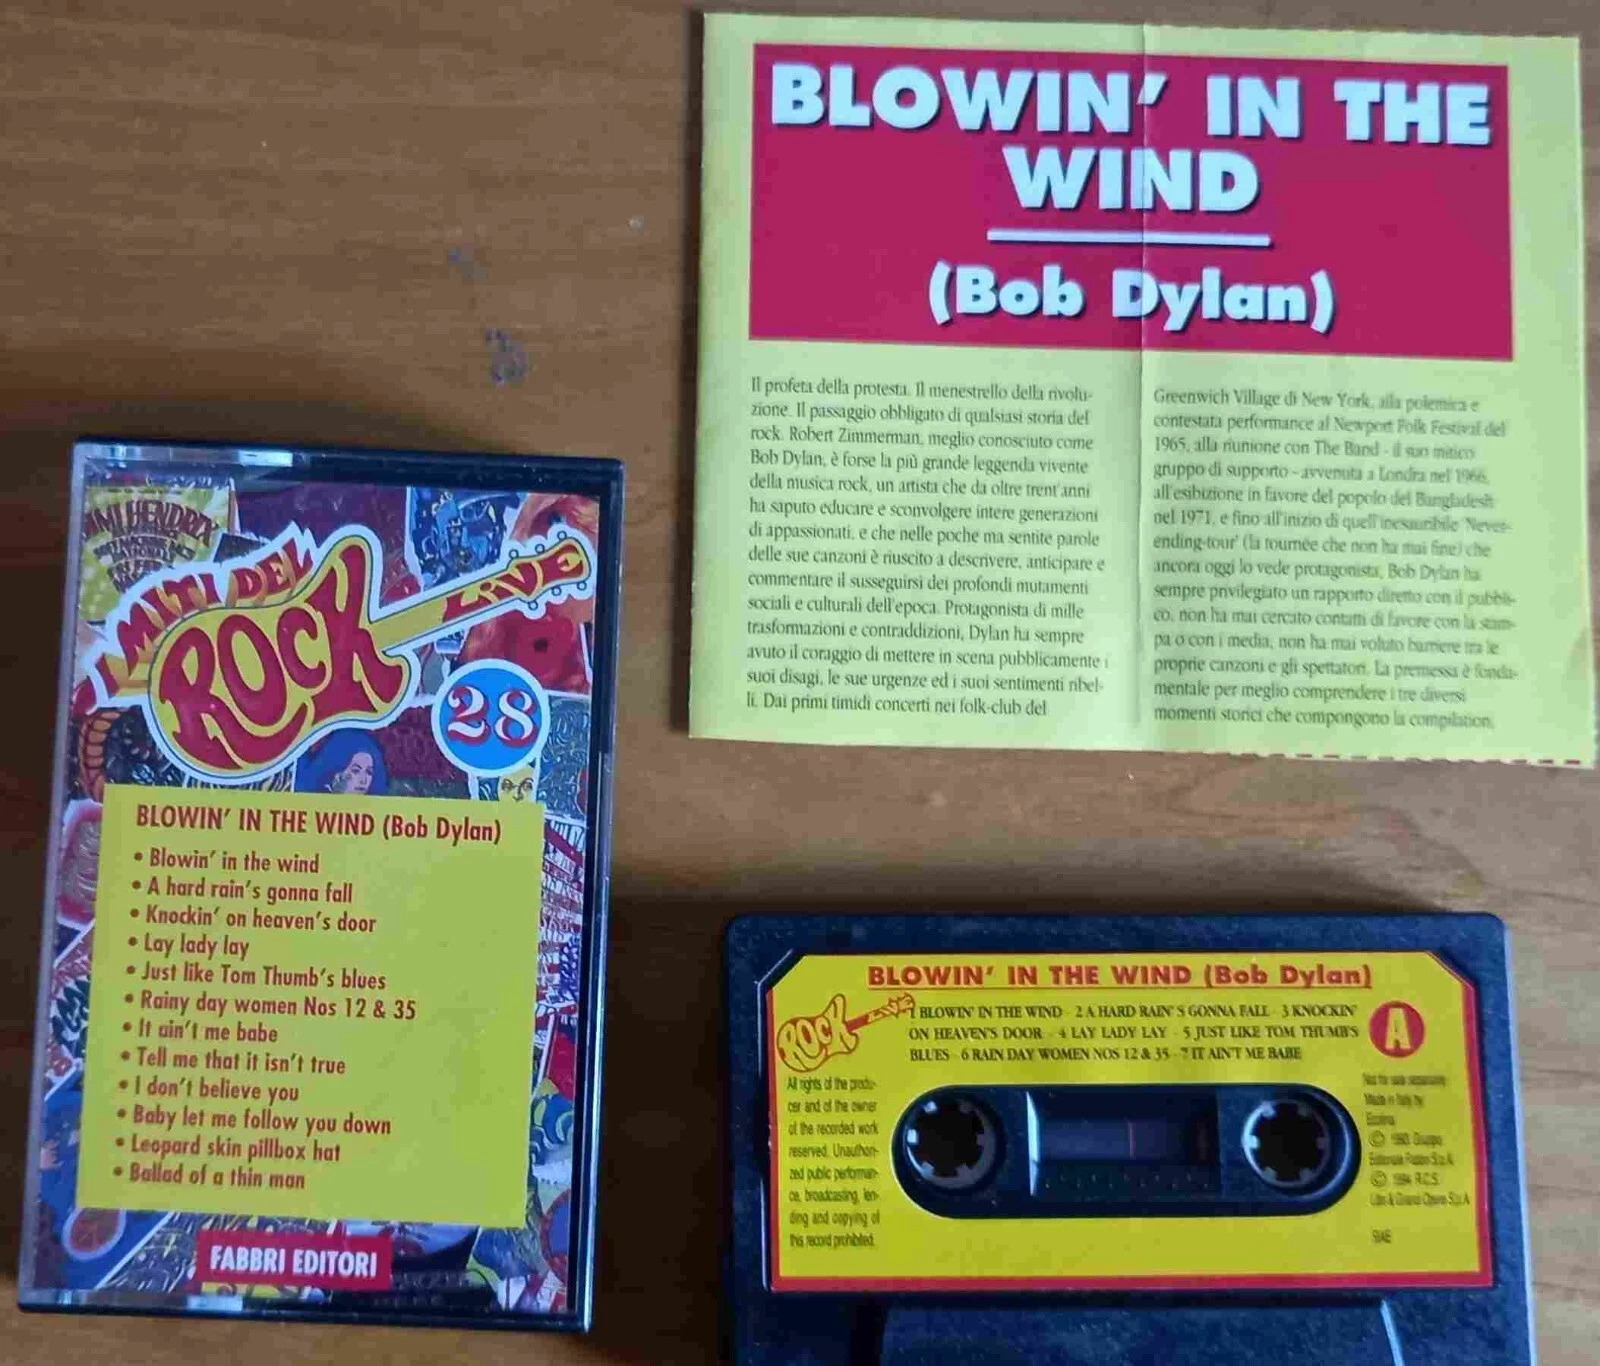 BLOWIN' IN THE
WIND
(Bob Dylan)
Il profeta della protesta. Il menestrello della rivolu-
zione. Il passaggio obbligato di qualsiasi storia del
rock. Robert Zimmerman, meglio conosciuto come
Bob Dylan, è forse la più grande leggenda vivente
della musica rock, un artista che da oltre trent'anni
ha saputo educare e sconvolgere intere generazioni
di appassionati, e che nelle poche ma sentite parole
delle sue canzoni è riuscito a descrivere, anticipare e
commentare il susseguirsi dei profondi mutamenti
sociali e culturali dell'epoca. Protagonista di mille
trasformazioni e contraddizioni, Dylan ha sempre
avuto il coraggio di mettere in scena pubblicamente i
suoi disagi, le sue urgenze ed i suoi sentimenti ribel-
li. Dai primi timidi concerti nei folk-club del
Greenwich Village di New York, alla polemica e
contestata performance al Newport Folk Festival del
1965, alla riunione con The Band - il suo mitico
gruppo di supporto - avvenuta a Londra nel 1966,
all'esibizione in favore del popolo del Bangladesh
nel 1971, e fino all'inizio di quell'inesauribile 'Never-
ending-tour' (la tournée che non ha mai fine) che
ancora oggi lo vede protagonista, Bob Dylan ha
sempre privilegiato un rapporto diretto con il pubbli-
co, non ha mai cercato contatti di favore con la stam-
pa o con i media, non ha mai voluto barriere tra le
proprie canzoni e gli spettatori. La premessa è fonda-
mentale per meglio comprendere i tre diversi
momenti storici che compongono la compilation.
JIMI HENDRIX
I MITI DEL
ROCK
LIVE
28
BLOWIN' IN THE WIND (Bob Dylan)
• Blowin' in the wind
• A hard rain's gonna fall
• Knockin' on heaven's door
• Lay lady lay
• Just like Tom Thumb's blues
• Rainy day women Nos 12 & 35
• It ain't me babe
• Tell me that it isn't true
• I don't believe you
• Baby let me follow you down
• Leopard skin pillbox hat
• Ballad of a thin man
FABBRI EDITORI
BLOWIN' IN THE WIND (Bob Dylan)
ROCK LIVE
1 BLOWIN' IN THE WIND - 2 A HARD RAIN'S GONNA FALL - 3 KNOCKIN'
ON HEAVEN'S DOOR - 4 LAY LADY LAY - 5 JUST LIKE TOM THUMB'S
BLUES - 6 RAIN DAY WOMEN NOS 12 & 35 - 7 IT AIN'T ME BABE
A
All rights of the produ-
cer and of the owner
of the recorded work
reserved. Unauthori-
zed public performan-
ce, broadcasting, len-
ding and copying of
this record prohibited.
Not for sale separately
Made in Italy by
© 1993 Gruppo
Editoriale Fabbri S.p.A.
© 1994 R.C.S.
Libri & Grandi Opere S.p.A
SIAE